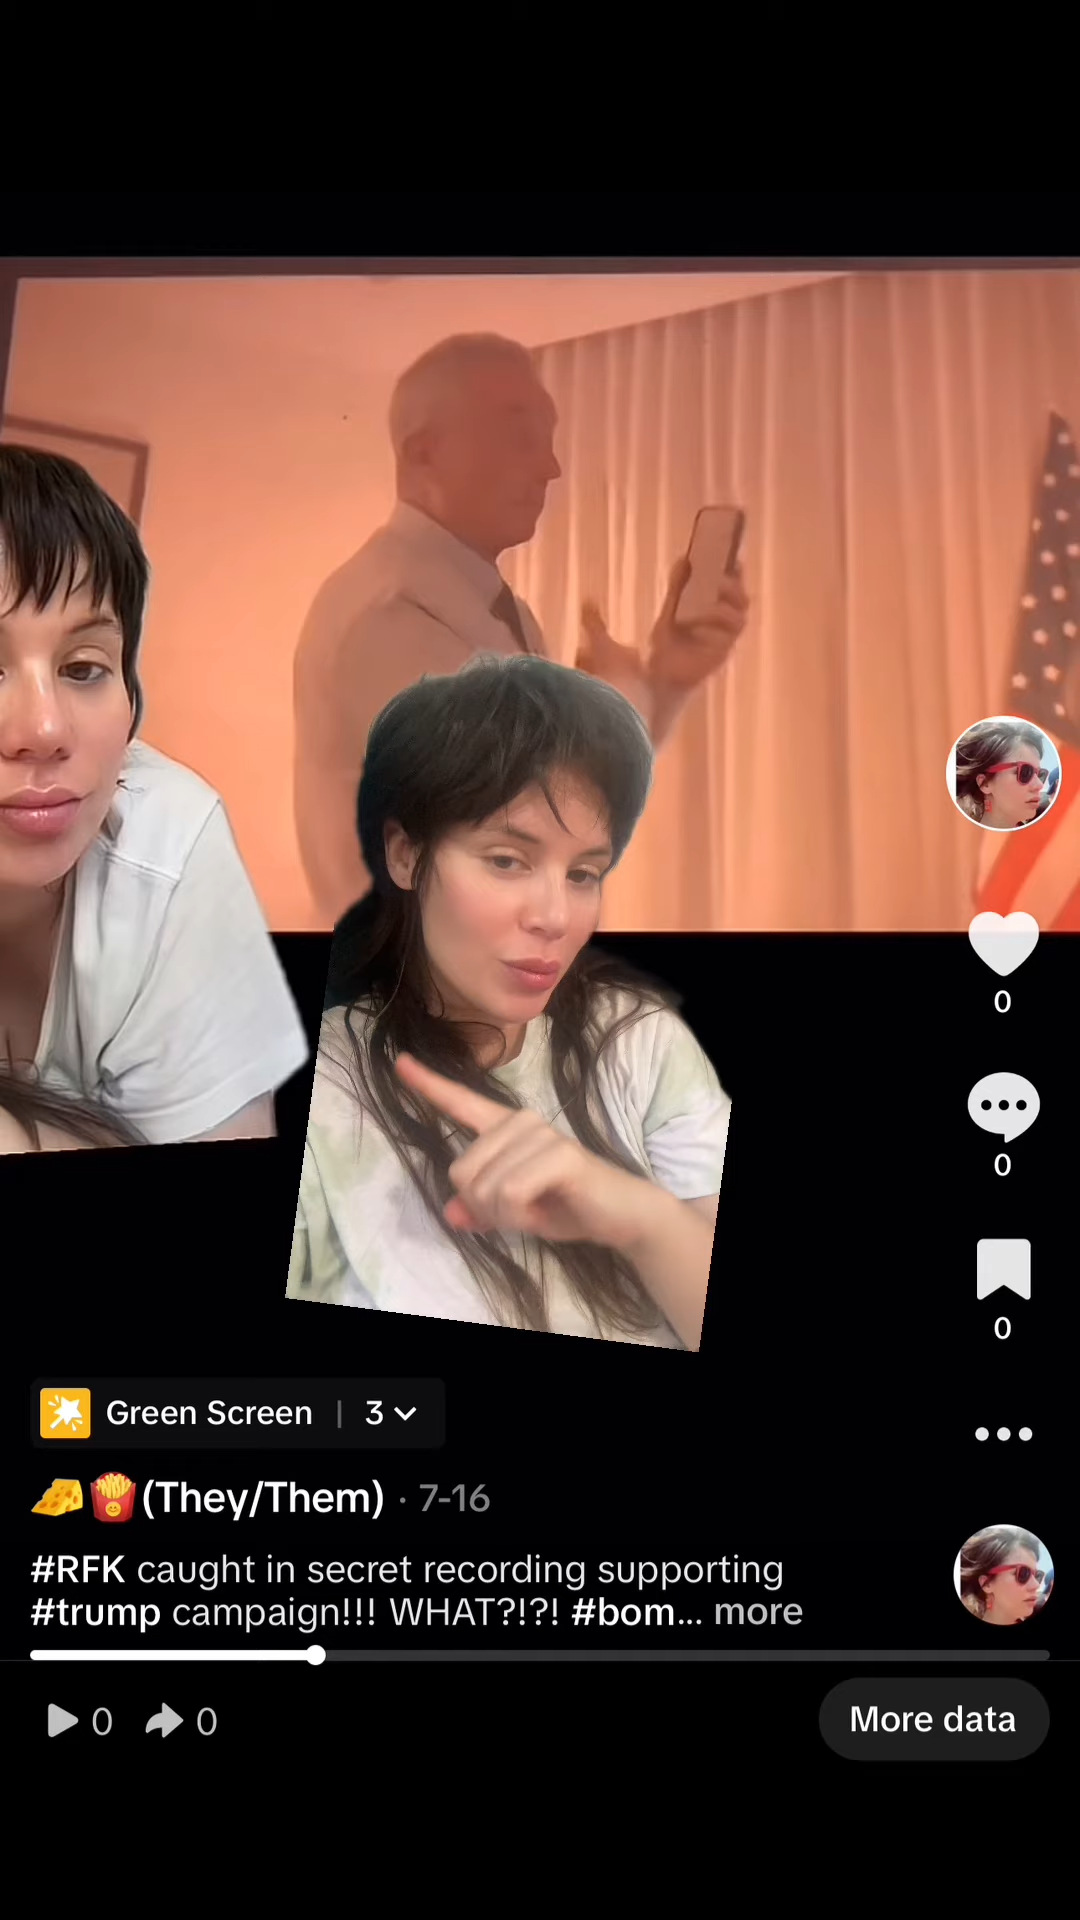 0
0
0
Green Screen | 3
🧀🍟(They/Them) · 7-16
#RFK caught in secret recording supporting
#trump campaign!!! WHAT?!?! #bom... more
0 0 More data